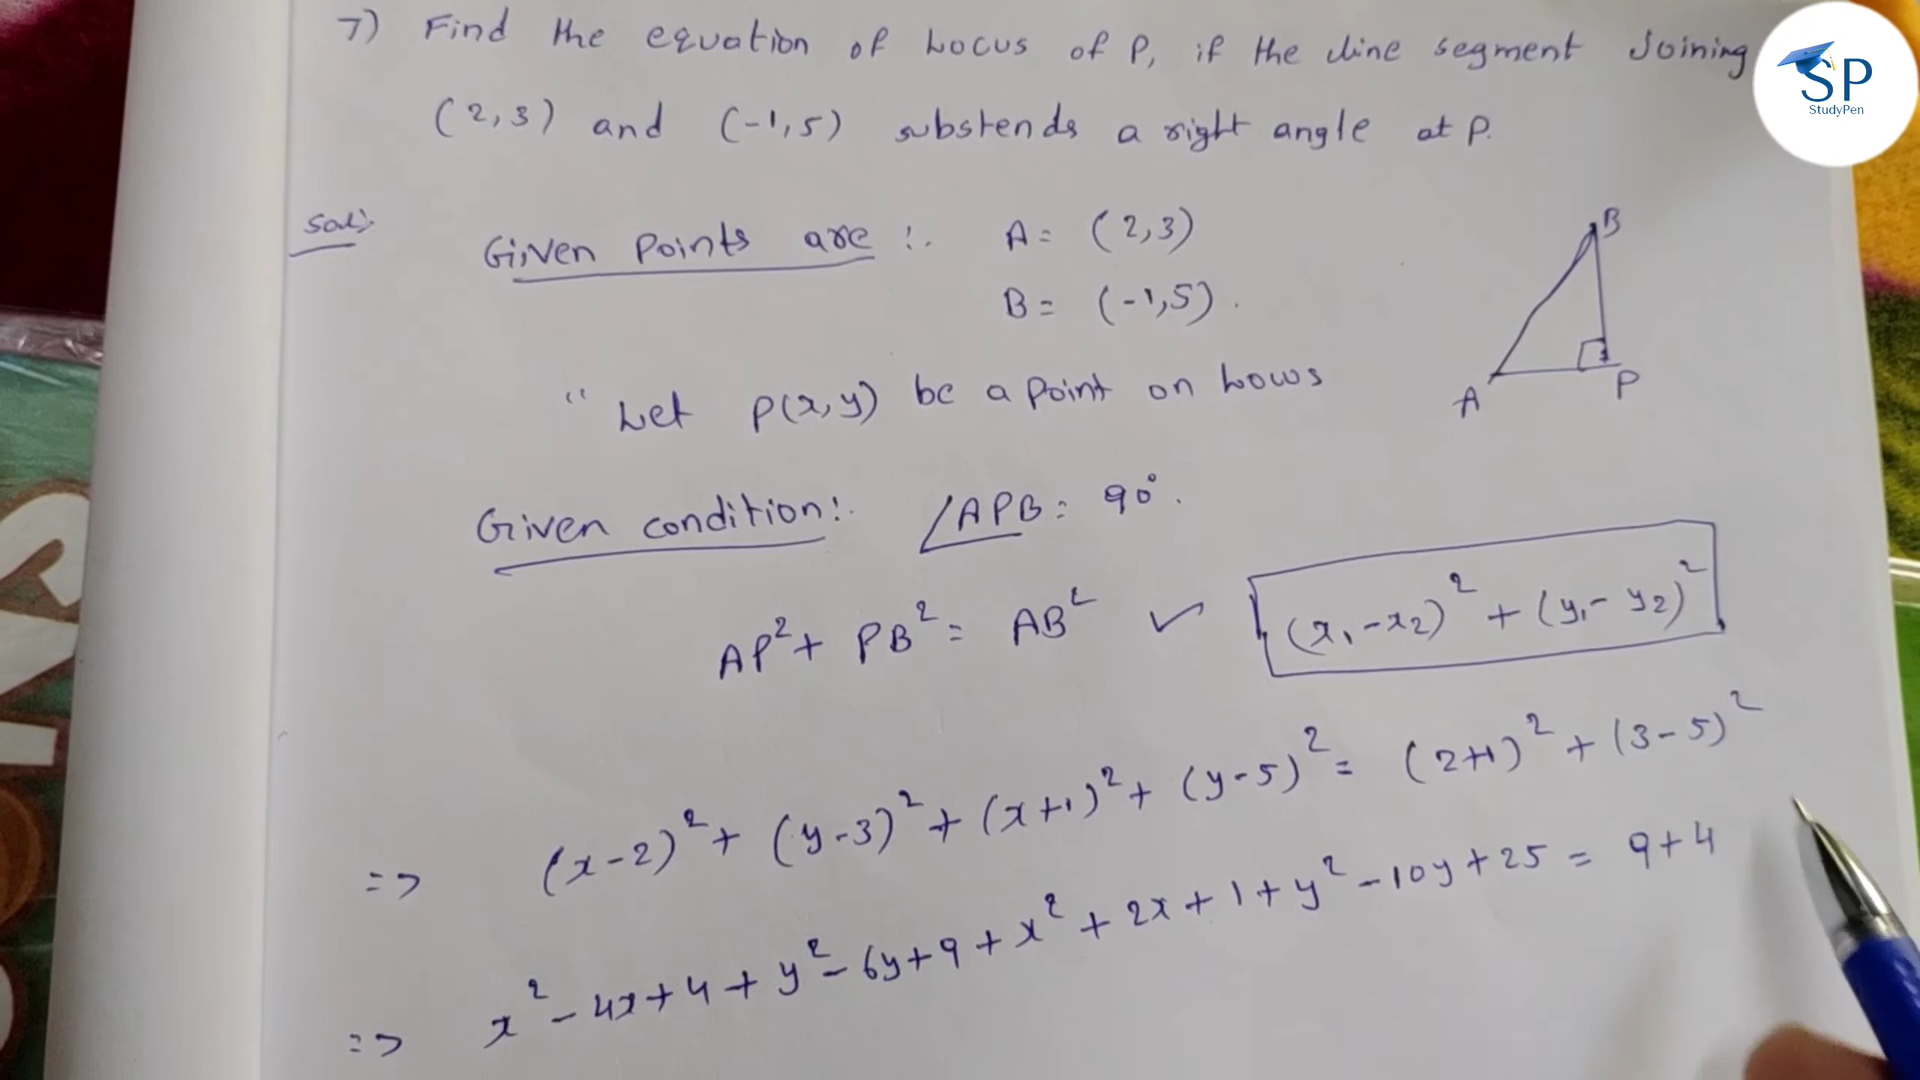 7) Find the equation of Locus of P, if the line segment Joining
(2,3) and (-1,5) substends a right angle at P.
SP
StudyPen
Sol:
Given Points are :. A = (2,3)
B = (-1,5).
B
A
P
" Let P(x,y) be a Point on Locus
Given condition:. ∠APB = 90°.
AP² + PB² = AB² ✓ (x₁-x₂)² + (y₁-y₂)²
=> (x-2)² + (y-3)² + (x+1)² + (y-5)² = (2+1)² + (3-5)²
=> x² - 4x + 4 + y² - 6y + 9 + x² + 2x + 1 + y² - 10y + 25 = 9+4